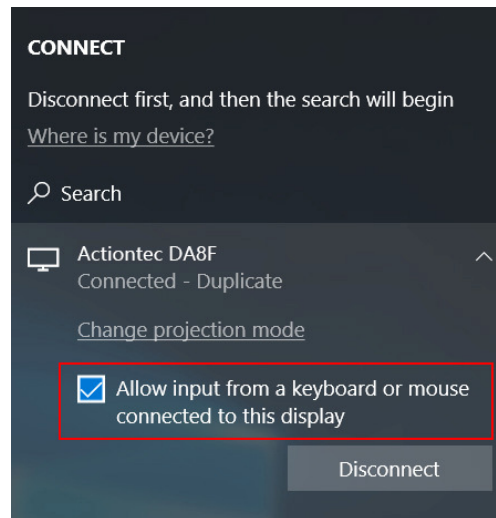 CONNECT
Disconnect first, and then the search will begin
Where is my device?
Search
Actiontec DA8F
Connected - Duplicate
Change projection mode
Allow input from a keyboard or mouse
connected to this display
Disconnect